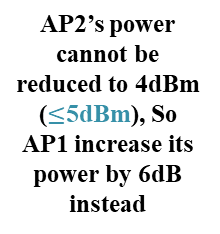 AP2’s power
cannot be
reduced to 4dBm
(≤5dBm), So
AP1 increase its
power by 6dB
instead